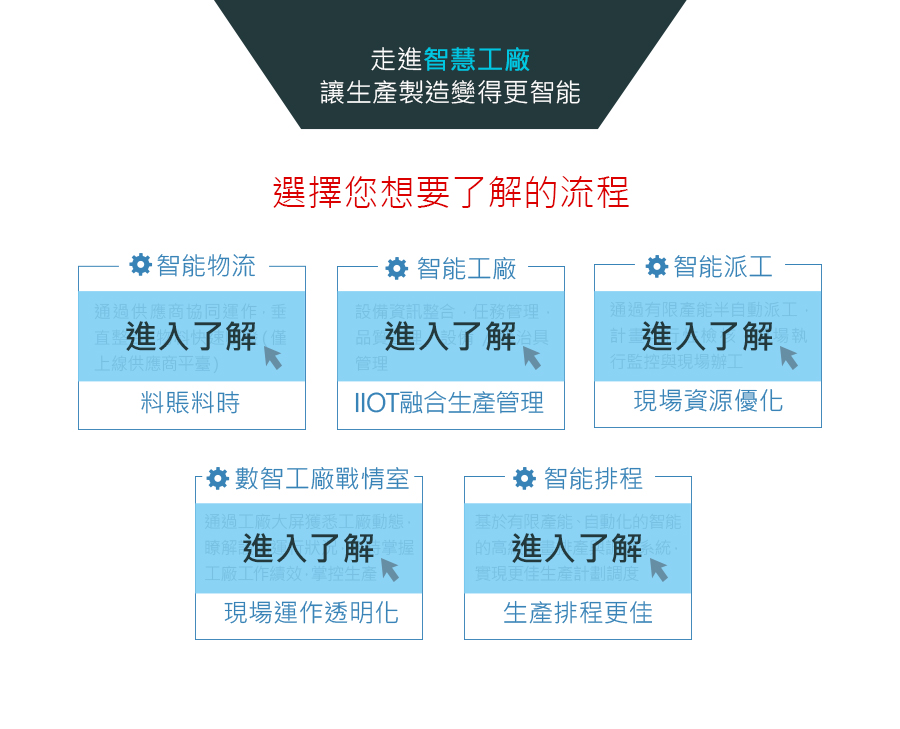 走進智慧工廠
讓生產製造變得更智能
選擇您想要了解的流程
智能物流
通過供應商協同運作，垂
直整
(僅
上線供應商平臺)
進入了解
料賬料時
智能工廠
設備資訊整合，任務管理，
品質
治具
管理
進入了解
IIOT融合生產管理
智能派工
通過有限產能半自動派工，
計畫
場執
行監控與現場辦工
進入了解
現場資源優化
數智工廠戰情室
通過工廠大屏獲悉工廠動態，
瞭解
掌握
工廠工作績效，掌控生產
進入了解
現場運作透明化
智能排程
基於有限產能，自動化的智能
的高
系統，
實現更佳生產計劃調度
進入了解
生產排程更佳